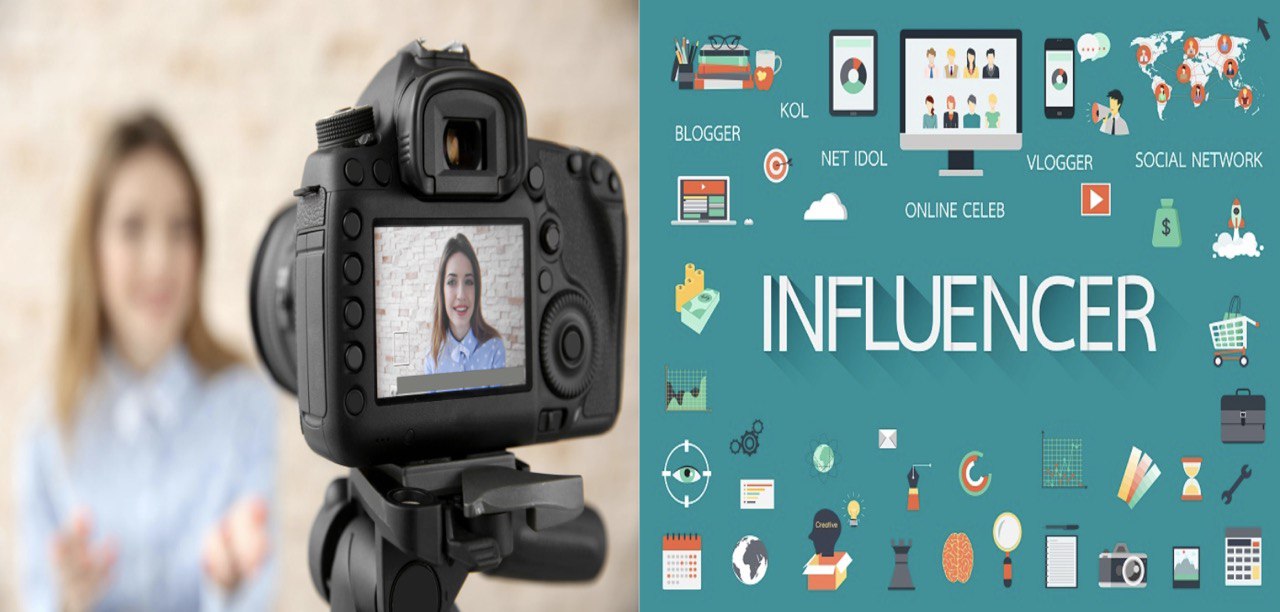 KOL
BLOGGER
NET IDOL
VLOGGER
SOCIAL NETWORK
ONLINE CELEB
$
INFLUENCER
Creative